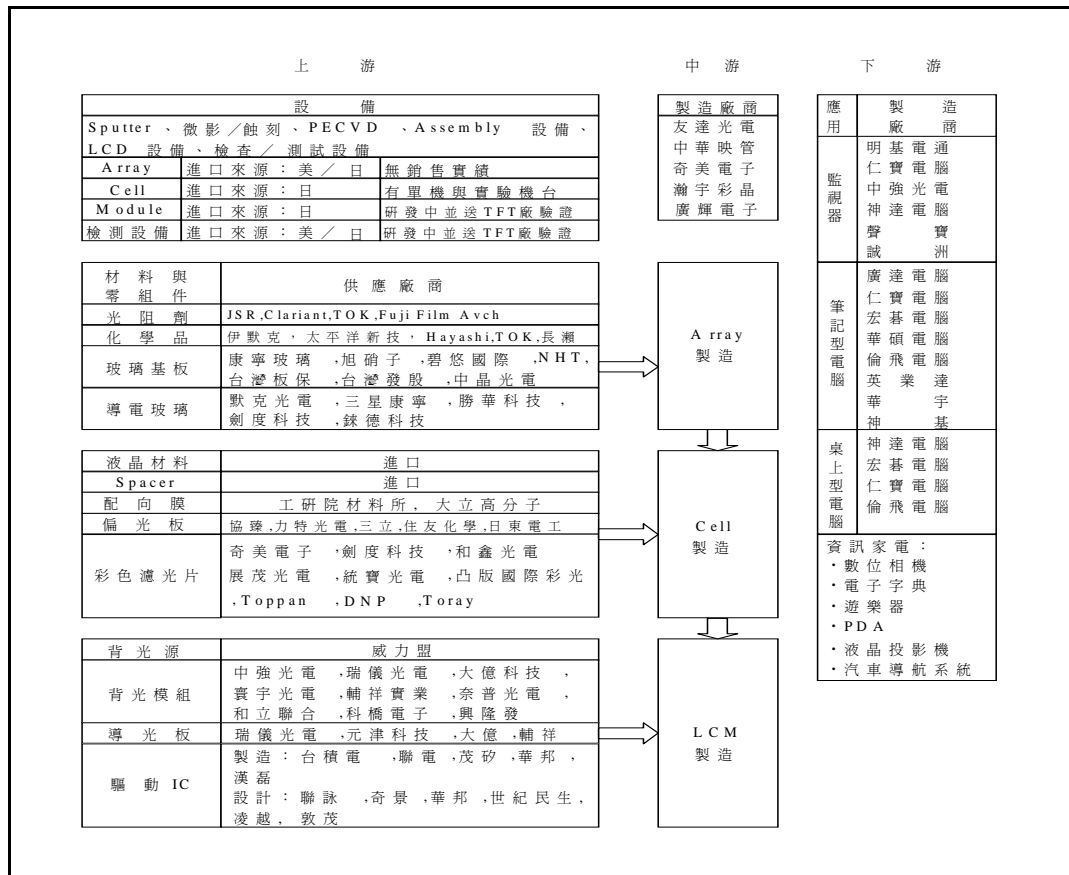 上游
設備
Sputter、微影／蝕刻、PECVD、Assembly 設備、
LCD 設備、檢查／測試設備
Array 進口來源：美／日 無銷售實績
Cell 進口來源：日 有單機與實驗機台
Module 進口來源：日 研發中並送TFT廠驗證
檢測設備 進口來源：美／日 研發中並送TFT廠驗證
材料與
零組件
供應廠商
光阻劑 JSR,Clariant,TOK,Fuji Film Avch
化學品 伊默克，太平洋新技，Hayashi,TOK,長瀨
玻璃基板
康寧玻璃,旭硝子,碧悠國際,NHT,
台灣板保,台灣發殷,中晶光電
導電玻璃
默克光電,三星康寧,勝華科技,
劍度科技,錸德科技
液晶材料 進口
Spacer 進口
配向膜 工研院材料所, 大立高分子
偏光板 協臻,力特光電,三立,住友化學,日東電工
彩色濾光片
奇美電子,劍度科技,和鑫光電
展茂光電,統寶光電,凸版國際彩光
,Toppan,DNP,Toray
背光源 威力盟
背光模組
中強光電,瑞儀光電,大億科技,
寰宇光電,輔祥實業,奈普光電,
和立聯合,科橋電子,興隆發
導光板 瑞儀光電,元津科技,大億,輔祥
驅動IC
製造：台積電,聯電,茂矽,華邦,
漢磊
設計：聯詠,奇景,華邦,世紀民生,
凌越, 敦茂
中游
製造廠商
友達光電
中華映管
奇美電子
瀚宇彩晶
廣輝電子
Array
製造
Cell
製造
LCM
製造
下游
應用
製造
廠商
監視器
明基電通
仁寶電腦
中強光電
神達電腦
聲寶
誠洲
筆記型電腦
廣達電腦
仁寶電腦
宏碁電腦
華碩電腦
倫飛電腦
英業達
華宇
神基
桌上型電腦
神達電腦
宏碁電腦
仁寶電腦
倫飛電腦
資訊家電：
・數位相機
・電子字典
・遊樂器
・PDA
・液晶投影機
・汽車導航系統